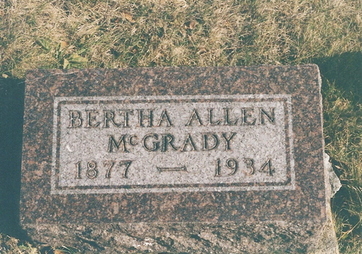 BERTHA ALLEN
McGRADY
1877 — 1934